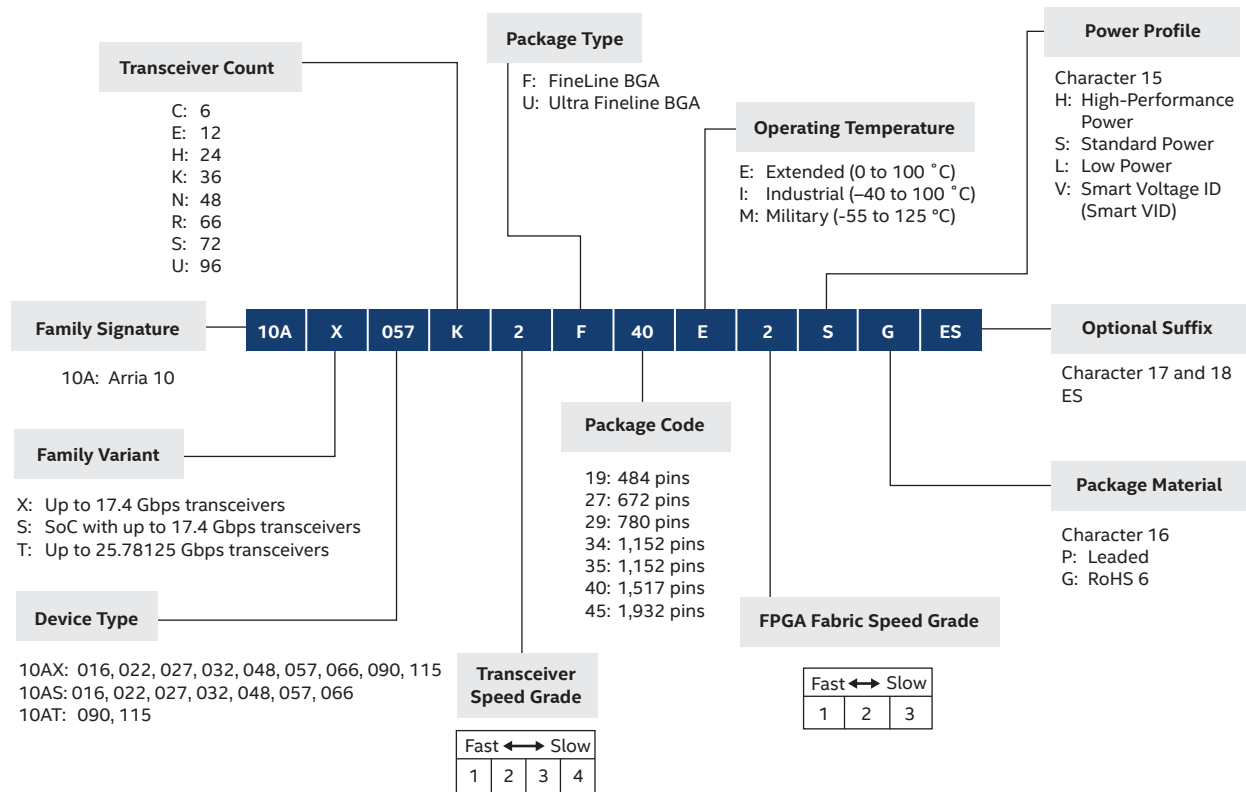 Transceiver Count
C: 6
E: 12
H: 24
K: 36
N: 48
R: 66
S: 72
U: 96
Package Type
F: FineLine BGA
U: Ultra Fineline BGA
Operating Temperature
E: Extended (0 to 100 ˚C)
I: Industrial (–40 to 100 ˚C)
M: Military (-55 to 125 °C)
Power Profile
Character 15
H: High-Performance
Power
S: Standard Power
L: Low Power
V: Smart Voltage ID
(Smart VID)
Family Signature
10A: Arria 10
10A X 057 K 2 F 40 E 2 S G ES
Optional Suffix
Character 17 and 18
ES
Family Variant
X: Up to 17.4 Gbps transceivers
S: SoC with up to 17.4 Gbps transceivers
T: Up to 25.78125 Gbps transceivers
Device Type
10AX: 016, 022, 027, 032, 048, 057, 066, 090, 115
10AS: 016, 022, 027, 032, 048, 057, 066
10AT: 090, 115
Transceiver
Speed Grade
Fast ↔ Slow
1 2 3 4
Package Code
19: 484 pins
27: 672 pins
29: 780 pins
34: 1,152 pins
35: 1,152 pins
40: 1,517 pins
45: 1,932 pins
FPGA Fabric Speed Grade
Fast ↔ Slow
1 2 3
Package Material
Character 16
P: Leaded
G: RoHS 6